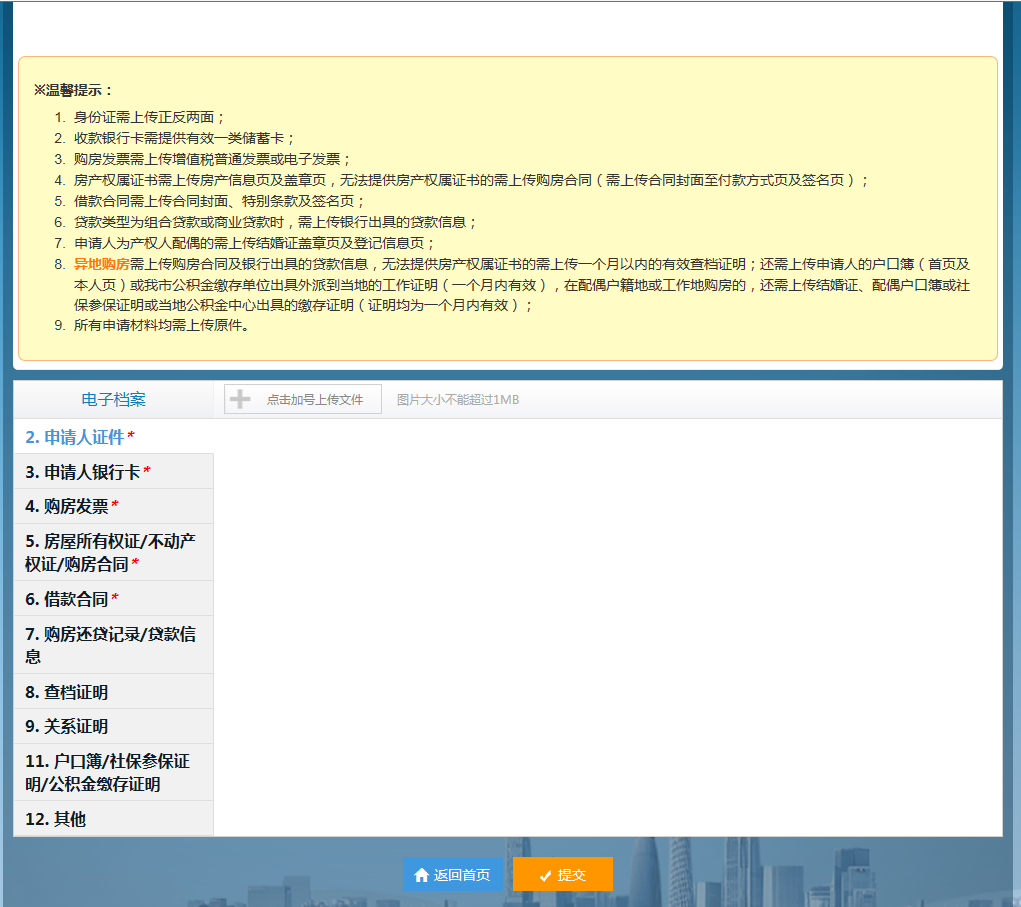 ※温馨提示：
1. 身份证需上传正反两面；
2. 收款银行卡需提供有效一类储蓄卡；
3. 购房发票需上传增值税普通发票或电子发票；
4. 房产权属证书需上传房产信息页及盖章页，无法提供房产权属证书的需上传购房合同（需上传合同封面至付款方式页及签名页）；
5. 借款合同需上传合同封面、特别条款及签名页；
6. 贷款类型为组合贷款或商业贷款时，需上传银行出具的贷款信息；
7. 申请人为产权人配偶的需上传结婚证盖章页及登记信息页；
8. 异地购房需上传购房合同及银行出具的贷款信息，无法提供房产权属证书的需上传一个月以内的有效查档证明；还需上传申请人的户口簿（首页及
本人页）或我市公积金缴存单位出具外派到当地的工作证明（一个月内有效），在配偶户籍地或工作地购房的，还需上传结婚证、配偶户口簿或社
保参保证明或当地公积金中心出具的缴存证明（证明均为一个月内有效）；
9. 所有申请材料均需上传原件。
电子档案 点击加号上传文件 图片大小不能超过1MB
2. 申请人证件*
3. 申请人银行卡*
4. 购房发票*
5. 房屋所有权证/不动产
权证/购房合同*
6. 借款合同*
7. 购房还贷记录/贷款信
息
8. 查档证明
9. 关系证明
11. 户口簿/社保参保证
明/公积金缴存证明
12. 其他
返回首页 提交